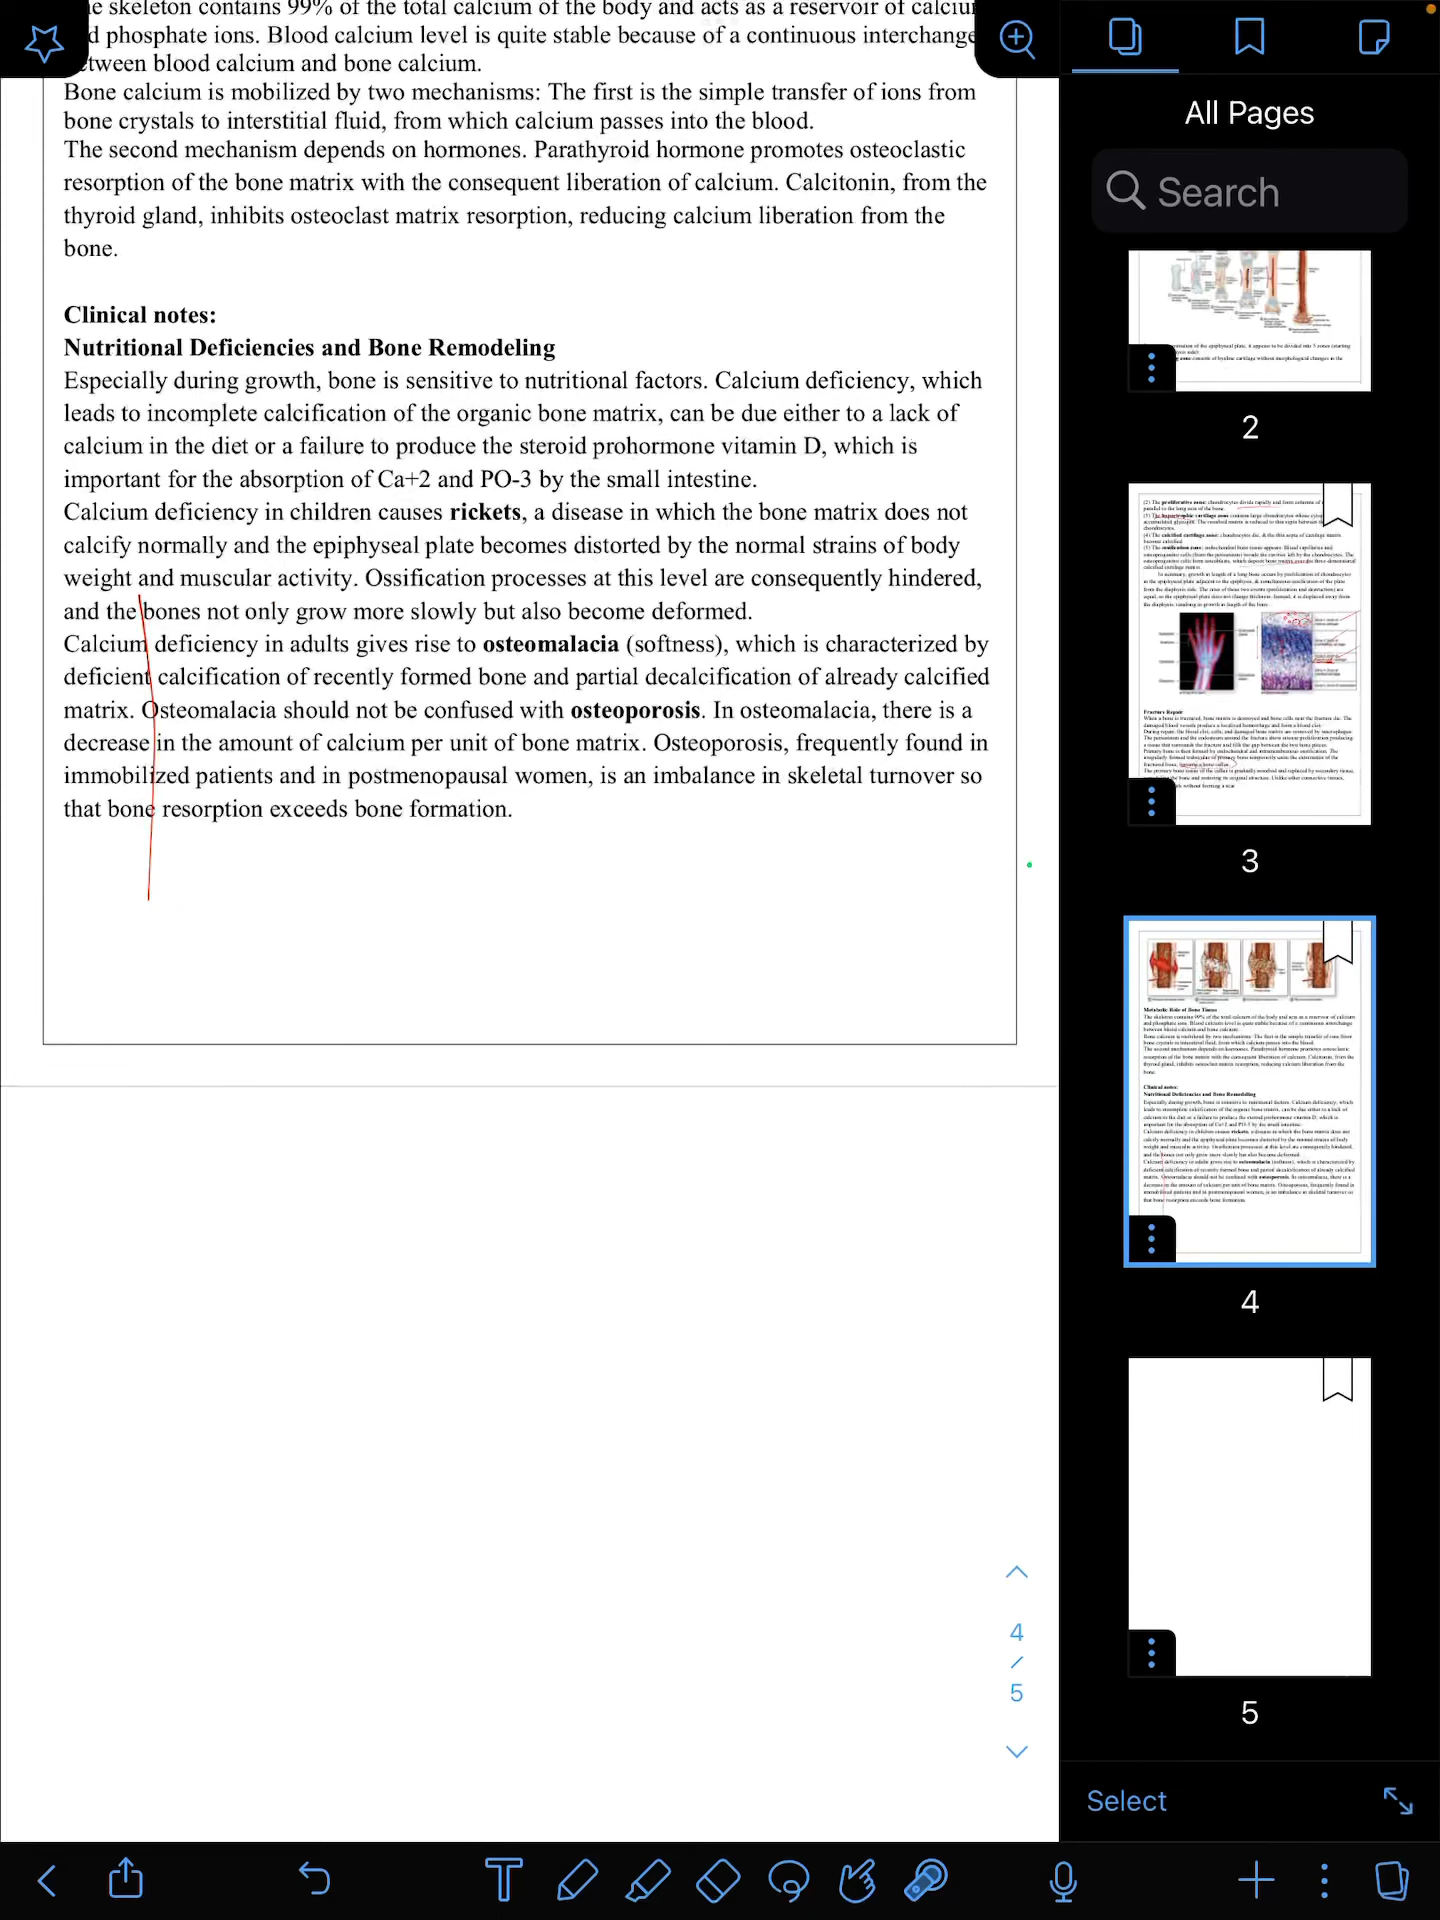 skeleton contains 99% of the total calcium of the body and acts as a reservoir of
phosphate ions. Blood calcium level is quite stable because of a continuous interchange
between blood calcium and bone calcium.
Bone calcium is mobilized by two mechanisms: The first is the simple transfer of ions from
bone crystals to interstitial fluid, from which calcium passes into the blood.
The second mechanism depends on hormones. Parathyroid hormone promotes osteoclastic
resorption of the bone matrix with the consequent liberation of calcium. Calcitonin, from the
thyroid gland, inhibits osteoclast matrix resorption, reducing calcium liberation from the
bone.
Clinical notes:
Nutritional Deficiencies and Bone Remodeling
Especially during growth, bone is sensitive to nutritional factors. Calcium deficiency, which
leads to incomplete calcification of the organic bone matrix, can be due either to a lack of
calcium in the diet or a failure to produce the steroid prohormone vitamin D, which is
important for the absorption of Ca+2 and PO-3 by the small intestine.
Calcium deficiency in children causes rickets, a disease in which the bone matrix does not
calcify normally and the epiphyseal plate becomes distorted by the normal strains of body
weight and muscular activity. Ossification processes at this level are consequently hindered,
and the bones not only grow more slowly but also become deformed.
Calcium deficiency in adults gives rise to osteomalacia (softness), which is characterized by
deficient calcification of recently formed bone and partial decalcification of already calcified
matrix. Osteomalacia should not be confused with osteoporosis. In osteomalacia, there is a
decrease in the amount of calcium per unit of bone matrix. Osteoporosis, frequently found in
immobilized patients and in postmenopausal women, is an imbalance in skeletal turnover so
that bone resorption exceeds bone formation.
4
/
5
All Pages
Search
2
3
Fracture Repair
Metabolic Role of Bone Tissue
Clinical notes:
Nutritional Deficiencies and Bone Remodeling
4
5
Select